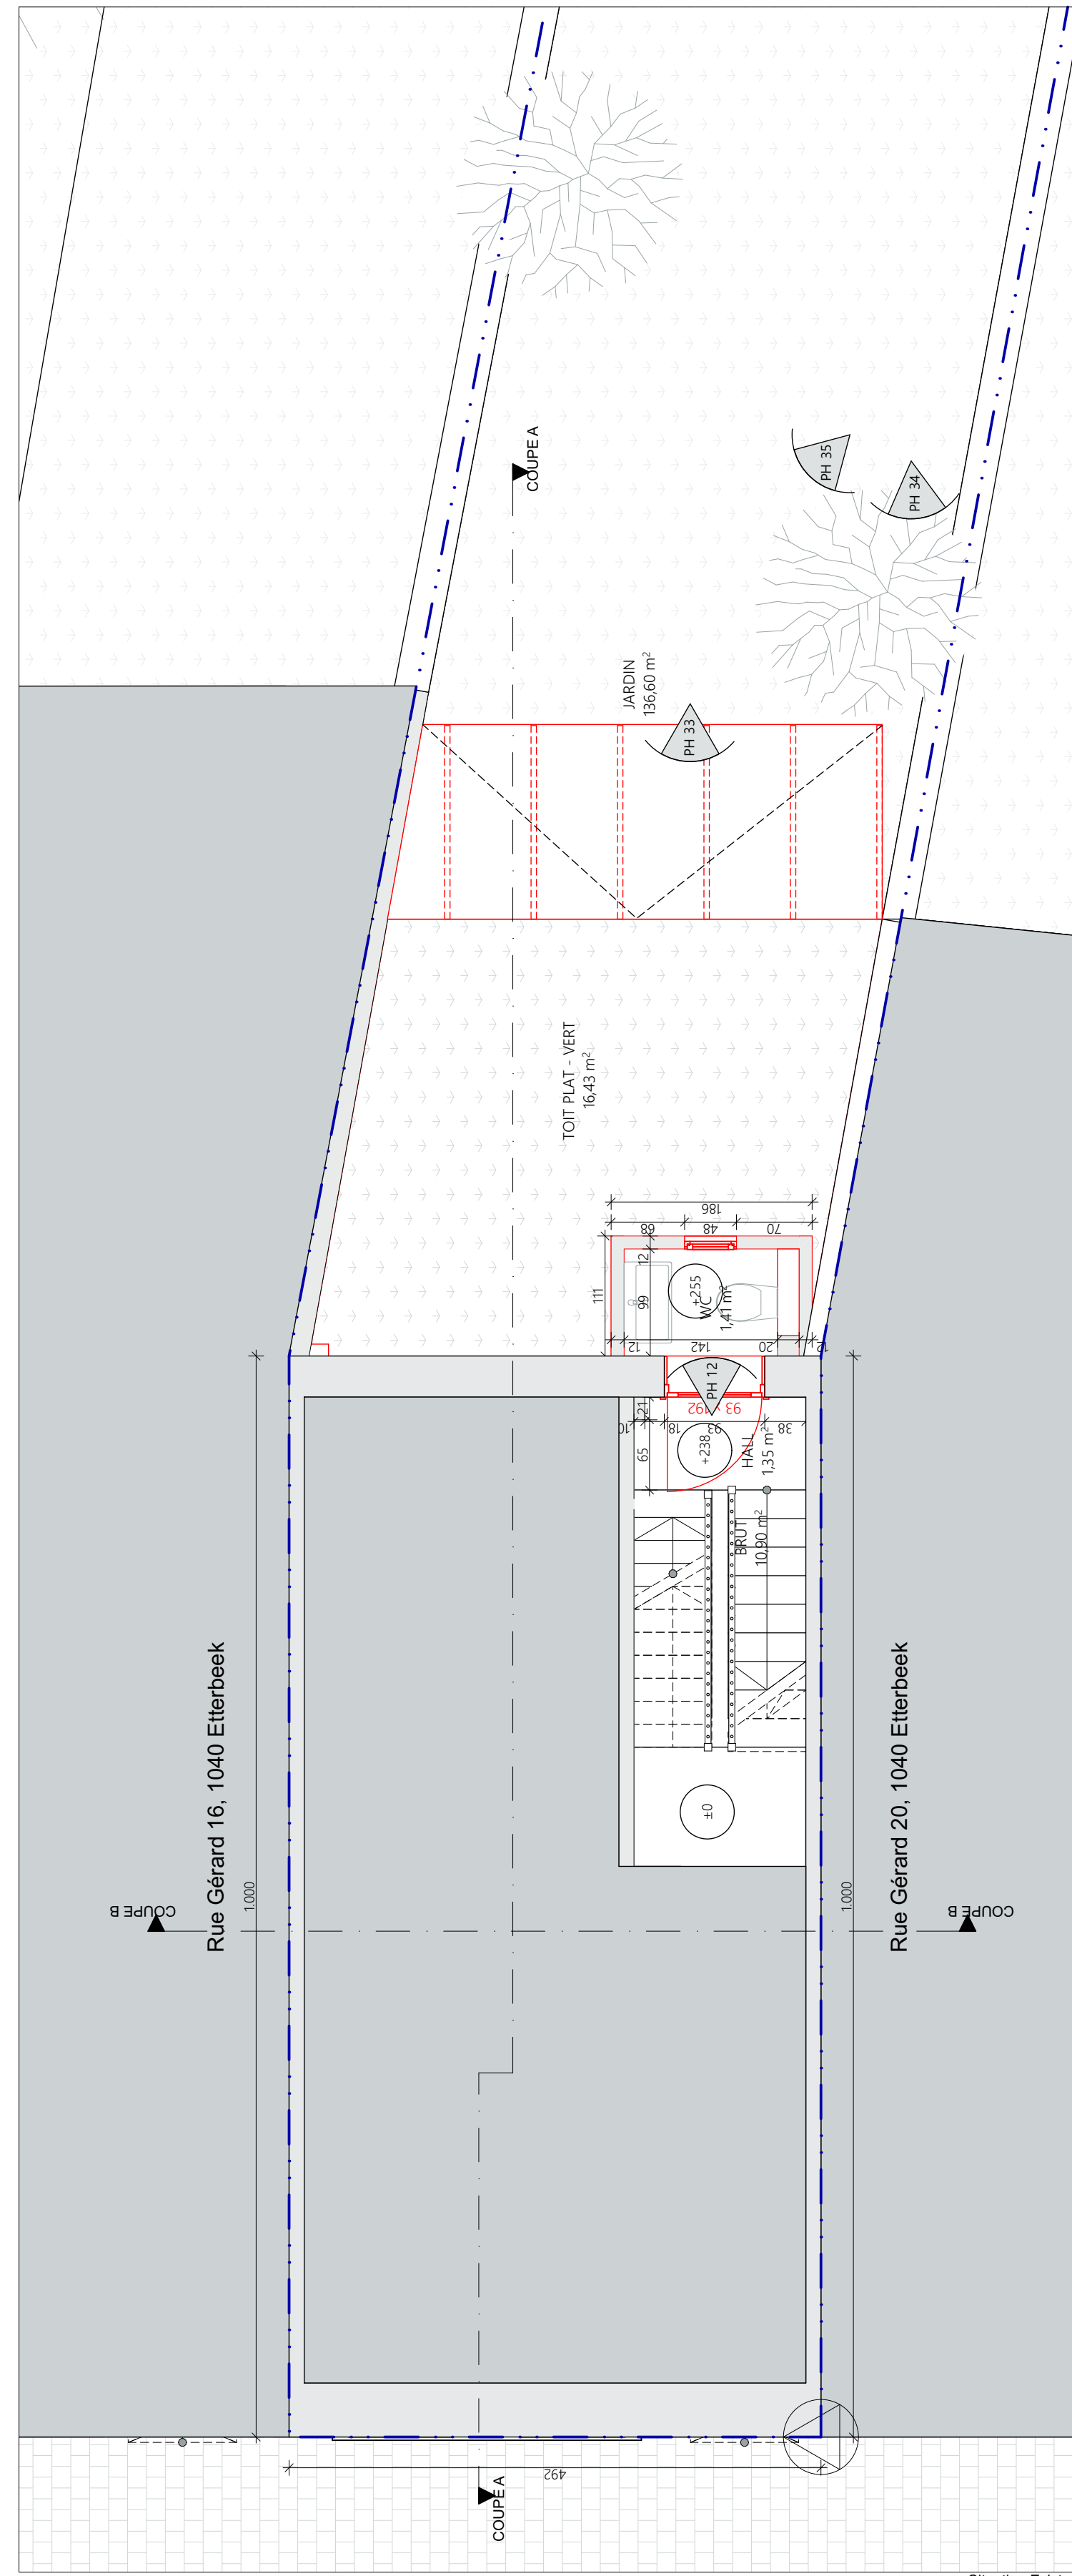 COUPE A
PH 35
PH 34
JARDIN
136,60 m²
PH 33
TOIT PLAT - VERT
16,43 m²
186
68
48
70
111
12
99
+255
WC
1,41 m²
12
142
20
12
PH 12
93
192
21
10
18
93
38
65
+238
HALL
1,35 m²
BRUT
10,90 m²
Rue Gérard 16, 1040 Etterbeek
Rue Gérard 20, 1040 Etterbeek
±0
1.000
1.000
COUPE B
COUPE B
492
COUPE A